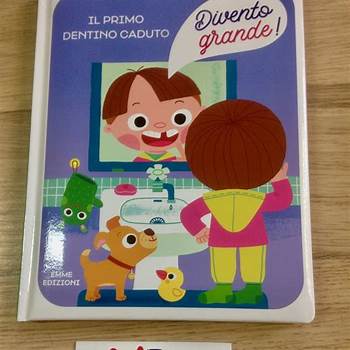 IL PRIMO
DENTINO CADUTO
Divento
grande!
EMME
EDIZIONI